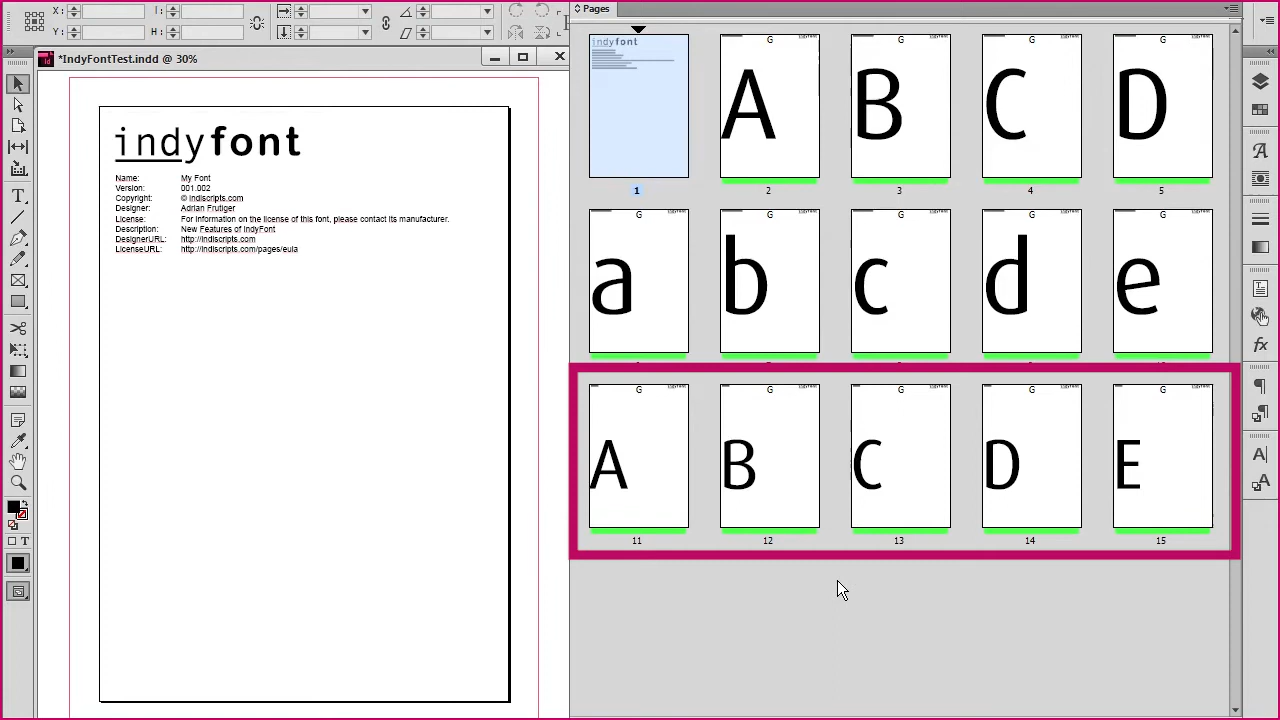 X:
Y:
W:
H:
Pages
*IndyFontTest.indd @ 30%
indyfont
Name: My Font
Version: 001.002
Copyright: © Indiscripts.com
Designer: Adrian Frutiger
License: For information on the license of this font, please contact its manufacturer.
Description: New Features of IndyFont
DesignerURL: http://indiscripts.com
LicenseURL: http://indiscripts.com/pages/eula
indyfont
G G G G
A B C D
1 2 3 4 5
G G G G G
a b c d e
G G G G G
A B C D E
11 12 13 14 15